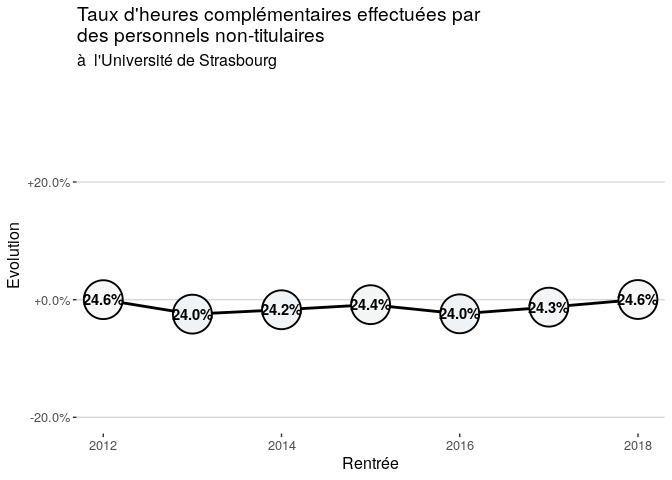 Taux d'heures complémentaires effectuées par
des personnels non-titulaires
à  l'Université de Strasbourg
Evolution
+20.0%
+0.0%
-20.0%
24.6%
24.0%
24.2%
24.4%
24.0%
24.3%
24.6%
2012
2014
2016
2018
Rentrée